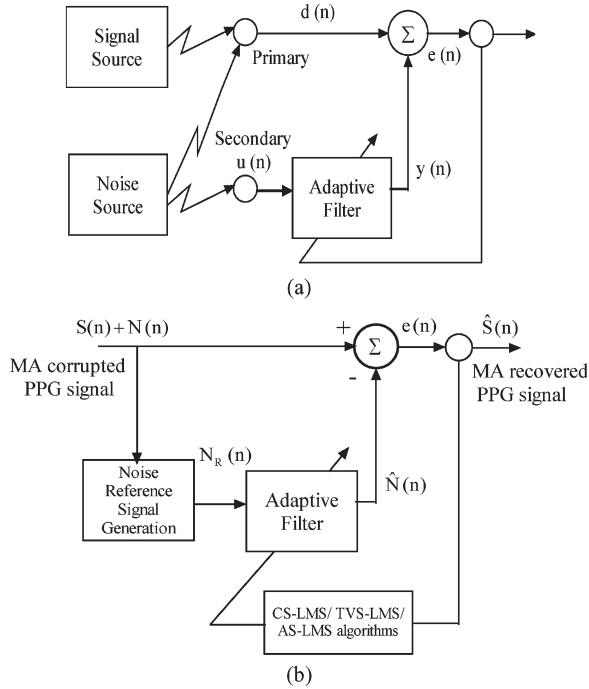 Signal
Source
d (n)
Σ
e (n)
Primary
Secondary
u (n)
Noise
Source
Adaptive
Filter
y (n)
(a)
S(n) + N (n)
+
Σ
e (n)
Ŝ (n)
MA corrupted
PPG signal
-
MA recovered
PPG signal
Noise
Reference
Signal
Generation
N_R (n)
Adaptive
Filter
N̂ (n)
CS-LMS/ TVS-LMS/
AS-LMS algorithms
(b)